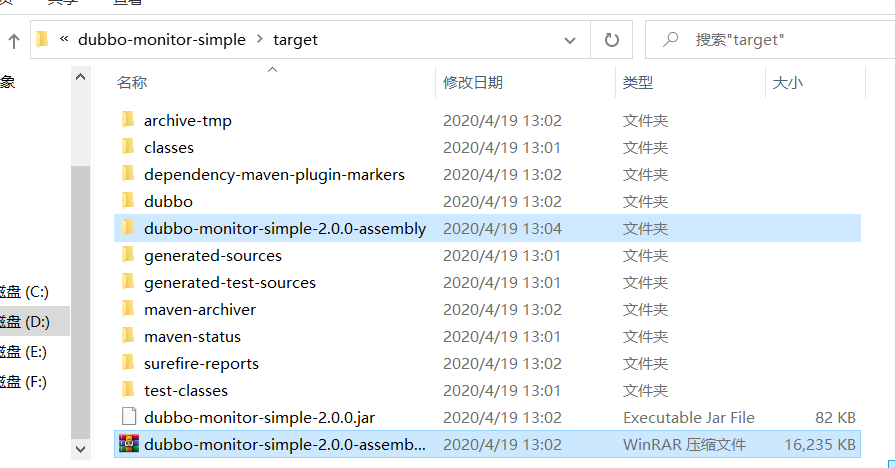 « dubbo-monitor-simple > target
搜索"target"
象
名称 修改日期 类型 大小
archive-tmp 2020/4/19 13:02 文件夹
classes 2020/4/19 13:01 文件夹
dependency-maven-plugin-markers 2020/4/19 13:02 文件夹
dubbo 2020/4/19 13:02 文件夹
dubbo-monitor-simple-2.0.0-assembly 2020/4/19 13:04 文件夹
generated-sources 2020/4/19 13:01 文件夹
generated-test-sources 2020/4/19 13:01 文件夹
磁盘 (C:)
maven-archiver 2020/4/19 13:02 文件夹
磁盘 (D:)
maven-status 2020/4/19 13:01 文件夹
磁盘 (E:)
surefire-reports 2020/4/19 13:02 文件夹
磁盘 (F:)
test-classes 2020/4/19 13:01 文件夹
dubbo-monitor-simple-2.0.0.jar 2020/4/19 13:02 Executable Jar File 82 KB
dubbo-monitor-simple-2.0.0-assemb... 2020/4/19 13:02 WinRAR 压缩文件 16,235 KB